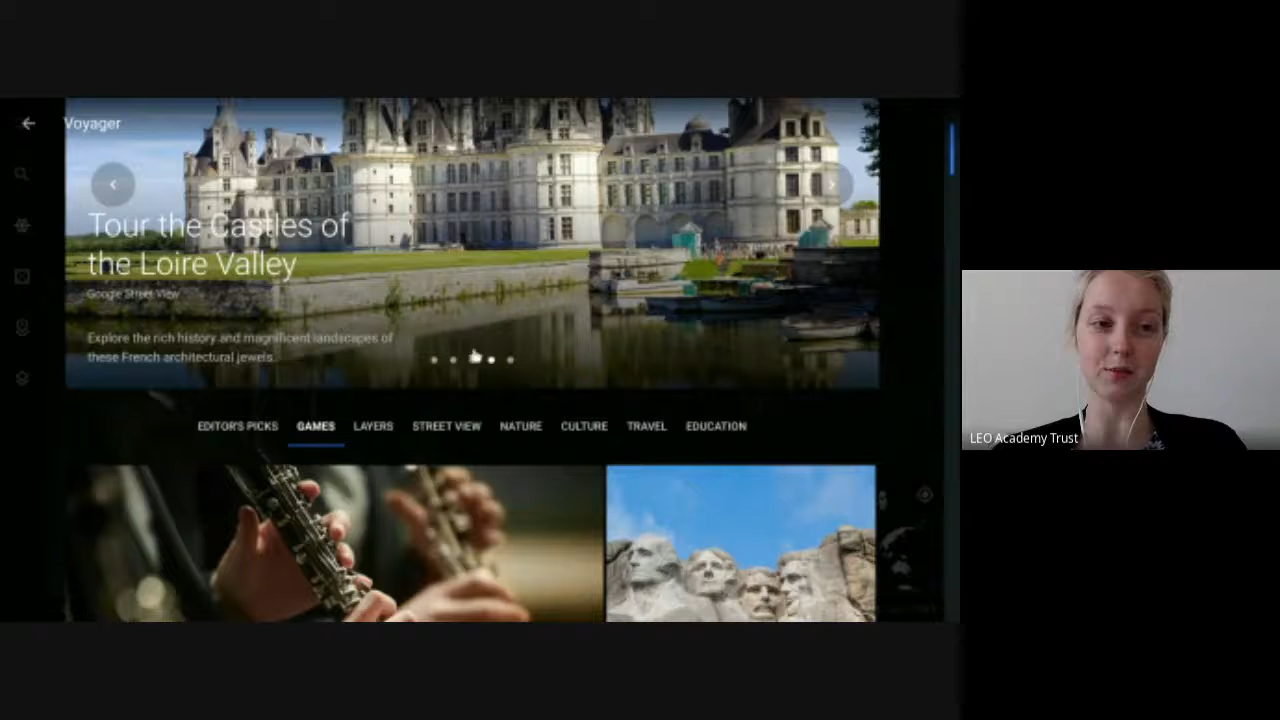 Voyager
Tour the Castles of
the Loire Valley
Google Street View
Explore the rich history and magnificent landscapes of
these French architectural jewels.
EDITOR'S PICKS GAMES LAYERS STREET VIEW NATURE CULTURE TRAVEL EDUCATION
LEO Academy Trust